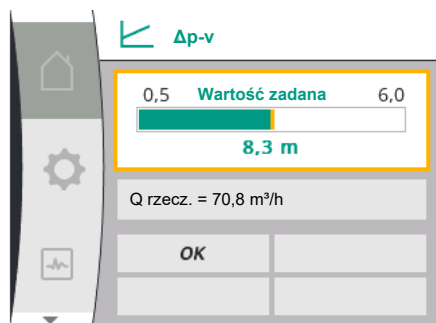 Δp-v
0,5 Wartość zadana 6,0
8,3 m
Q rzecz. = 70,8 m³/h
OK